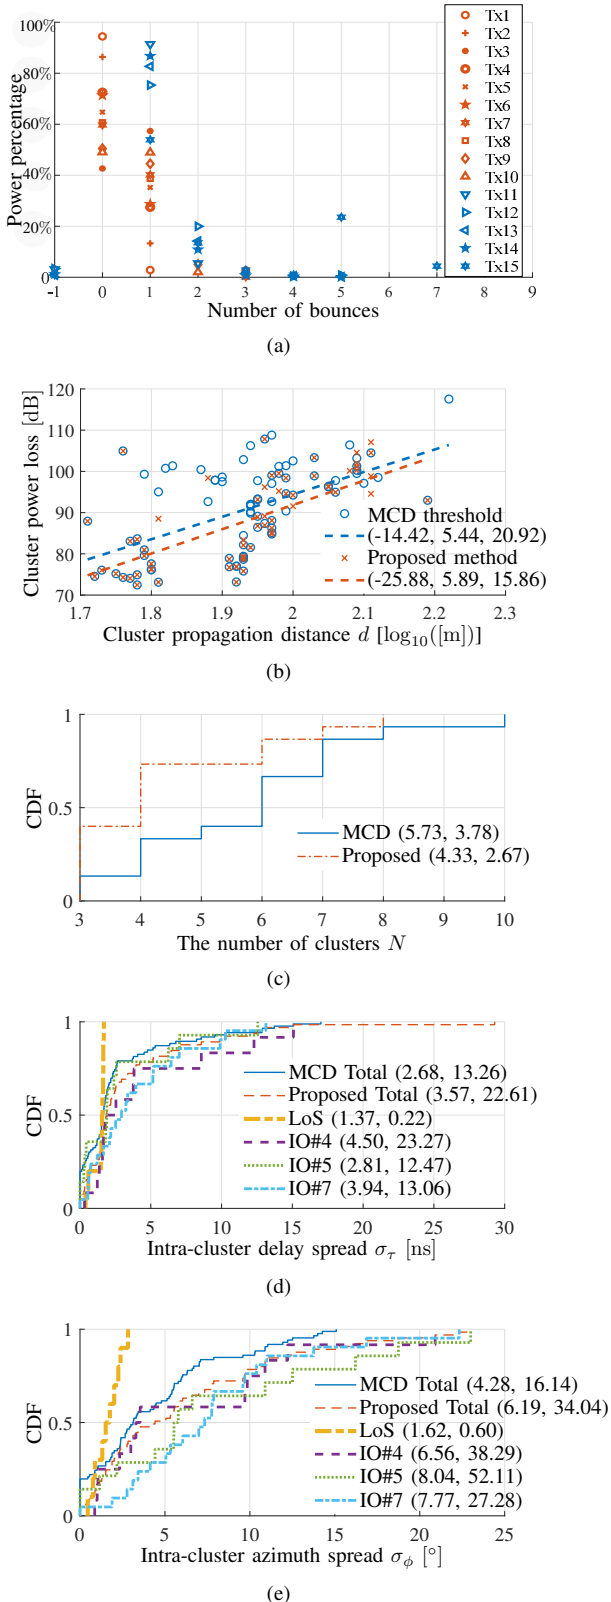 100%
80%
60%
40%
20%
0
Power percentage
-1 0 1 2 3 4 5 6 7 8 9
Number of bounces
Tx1
Tx2
Tx3
Tx4
Tx5
Tx6
Tx7
Tx8
Tx9
Tx10
Tx11
Tx12
Tx13
Tx14
Tx15
(a)
120
110
100
90
80
70
Cluster power loss [dB]
MCD threshold
(-14.42, 5.44, 20.92)
Proposed method
(-25.88, 5.89, 15.86)
1.7 1.8 1.9 2 2.1 2.2 2.3
Cluster propagation distance d [log₁₀([m])]
(b)
1
0.5
0
CDF
MCD (5.73, 3.78)
Proposed (4.33, 2.67)
3 4 5 6 7 8 9 10
The number of clusters N
(c)
1
0.5
0
CDF
MCD Total (2.68, 13.26)
Proposed Total (3.57, 22.61)
LoS (1.37, 0.22)
IO#4 (4.50, 23.27)
IO#5 (2.81, 12.47)
IO#7 (3.94, 13.06)
0 5 10 15 20 25 30
Intra-cluster delay spread σ_τ [ns]
(d)
1
0.5
0
CDF
MCD Total (4.28, 16.14)
Proposed Total (6.19, 34.04)
LoS (1.62, 0.60)
IO#4 (6.56, 38.29)
IO#5 (8.04, 52.11)
IO#7 (7.77, 27.28)
0 5 10 15 20 25
Intra-cluster azimuth spread σ_ϕ [°]
(e)